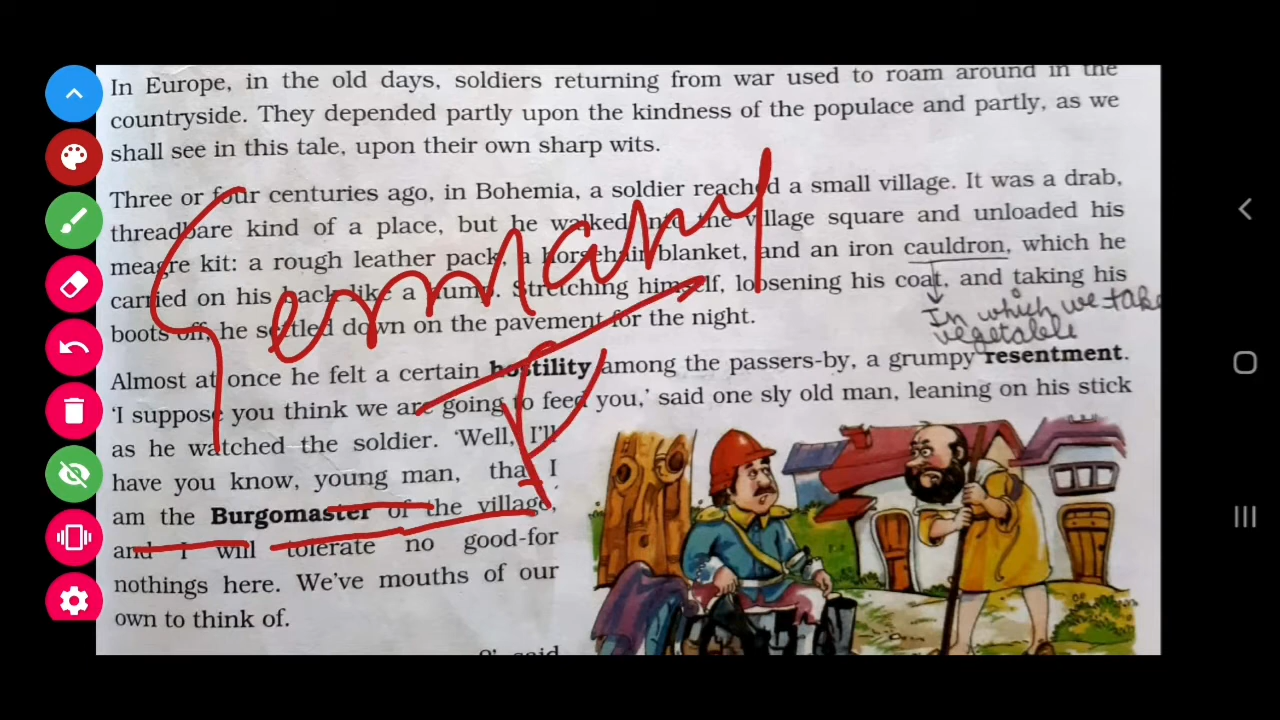 In Europe, in the old days, soldiers returning from war used to roam around in the
countryside. They depended partly upon the kindness of the populace and partly, as we
shall see in this tale, upon their own sharp wits.
Three or four centuries ago, in Bohemia, a soldier reached a small village. It was a drab,
threadbare kind of a place, but he walked into the village square and unloaded his
meagre kit: a rough leather pack, a horsehair blanket, and an iron cauldron, which he
carried on his back like a hump. Stretching himself, loosening his coat, and taking his
boots off, he settled down on the pavement for the night.
In which we take
vegetable
Germany
Almost at once he felt a certain hostility among the passers-by, a grumpy resentment.
‘I suppose you think we are going to feed you,’ said one sly old man, leaning on his stick
as he watched the soldier. ‘Well, I’ll
have you know, young man, that I
am the Burgomaster of the village,
and I will tolerate no good-for
nothings here. We’ve mouths of our
own to think of.
said